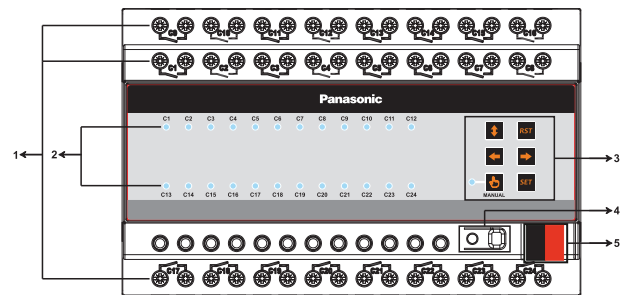 C9 C10 C11 C12 C13 C14 C15 C16
C1 C2 C3 C4 C5 C6 C7 C8
Panasonic
C1 C2 C3 C4 C5 C6 C7 C8 C9 C10 C11 C12
RST
1 2 3
SET
C13 C14 C15 C16 C17 C18 C19 C20 C21 C22 C23 C24 MANUAL
4
5
C17 C18 C19 C20 C21 C22 C23 C24